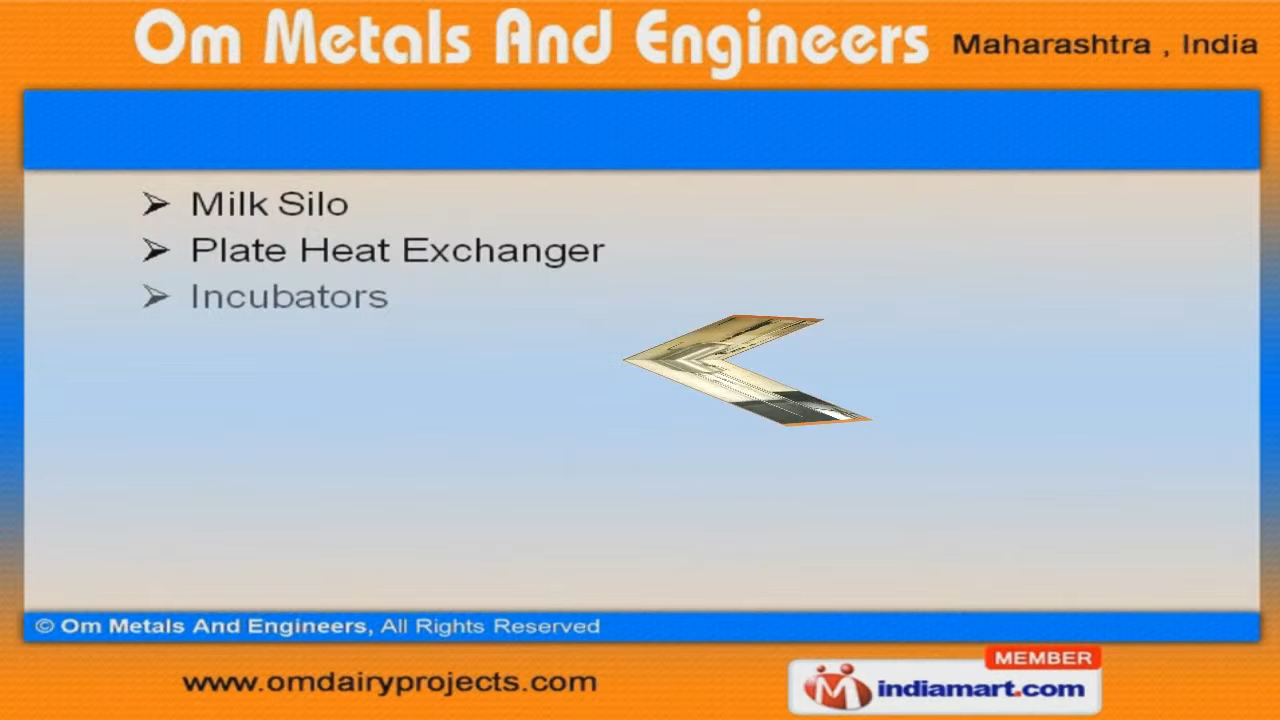 Om Metals And Engineers Maharashtra , India
➢ Milk Silo
➢ Plate Heat Exchanger
➢ Incubators
© Om Metals And Engineers, All Rights Reserved
MEMBER
www.omdairyprojects.com
indiamart.com